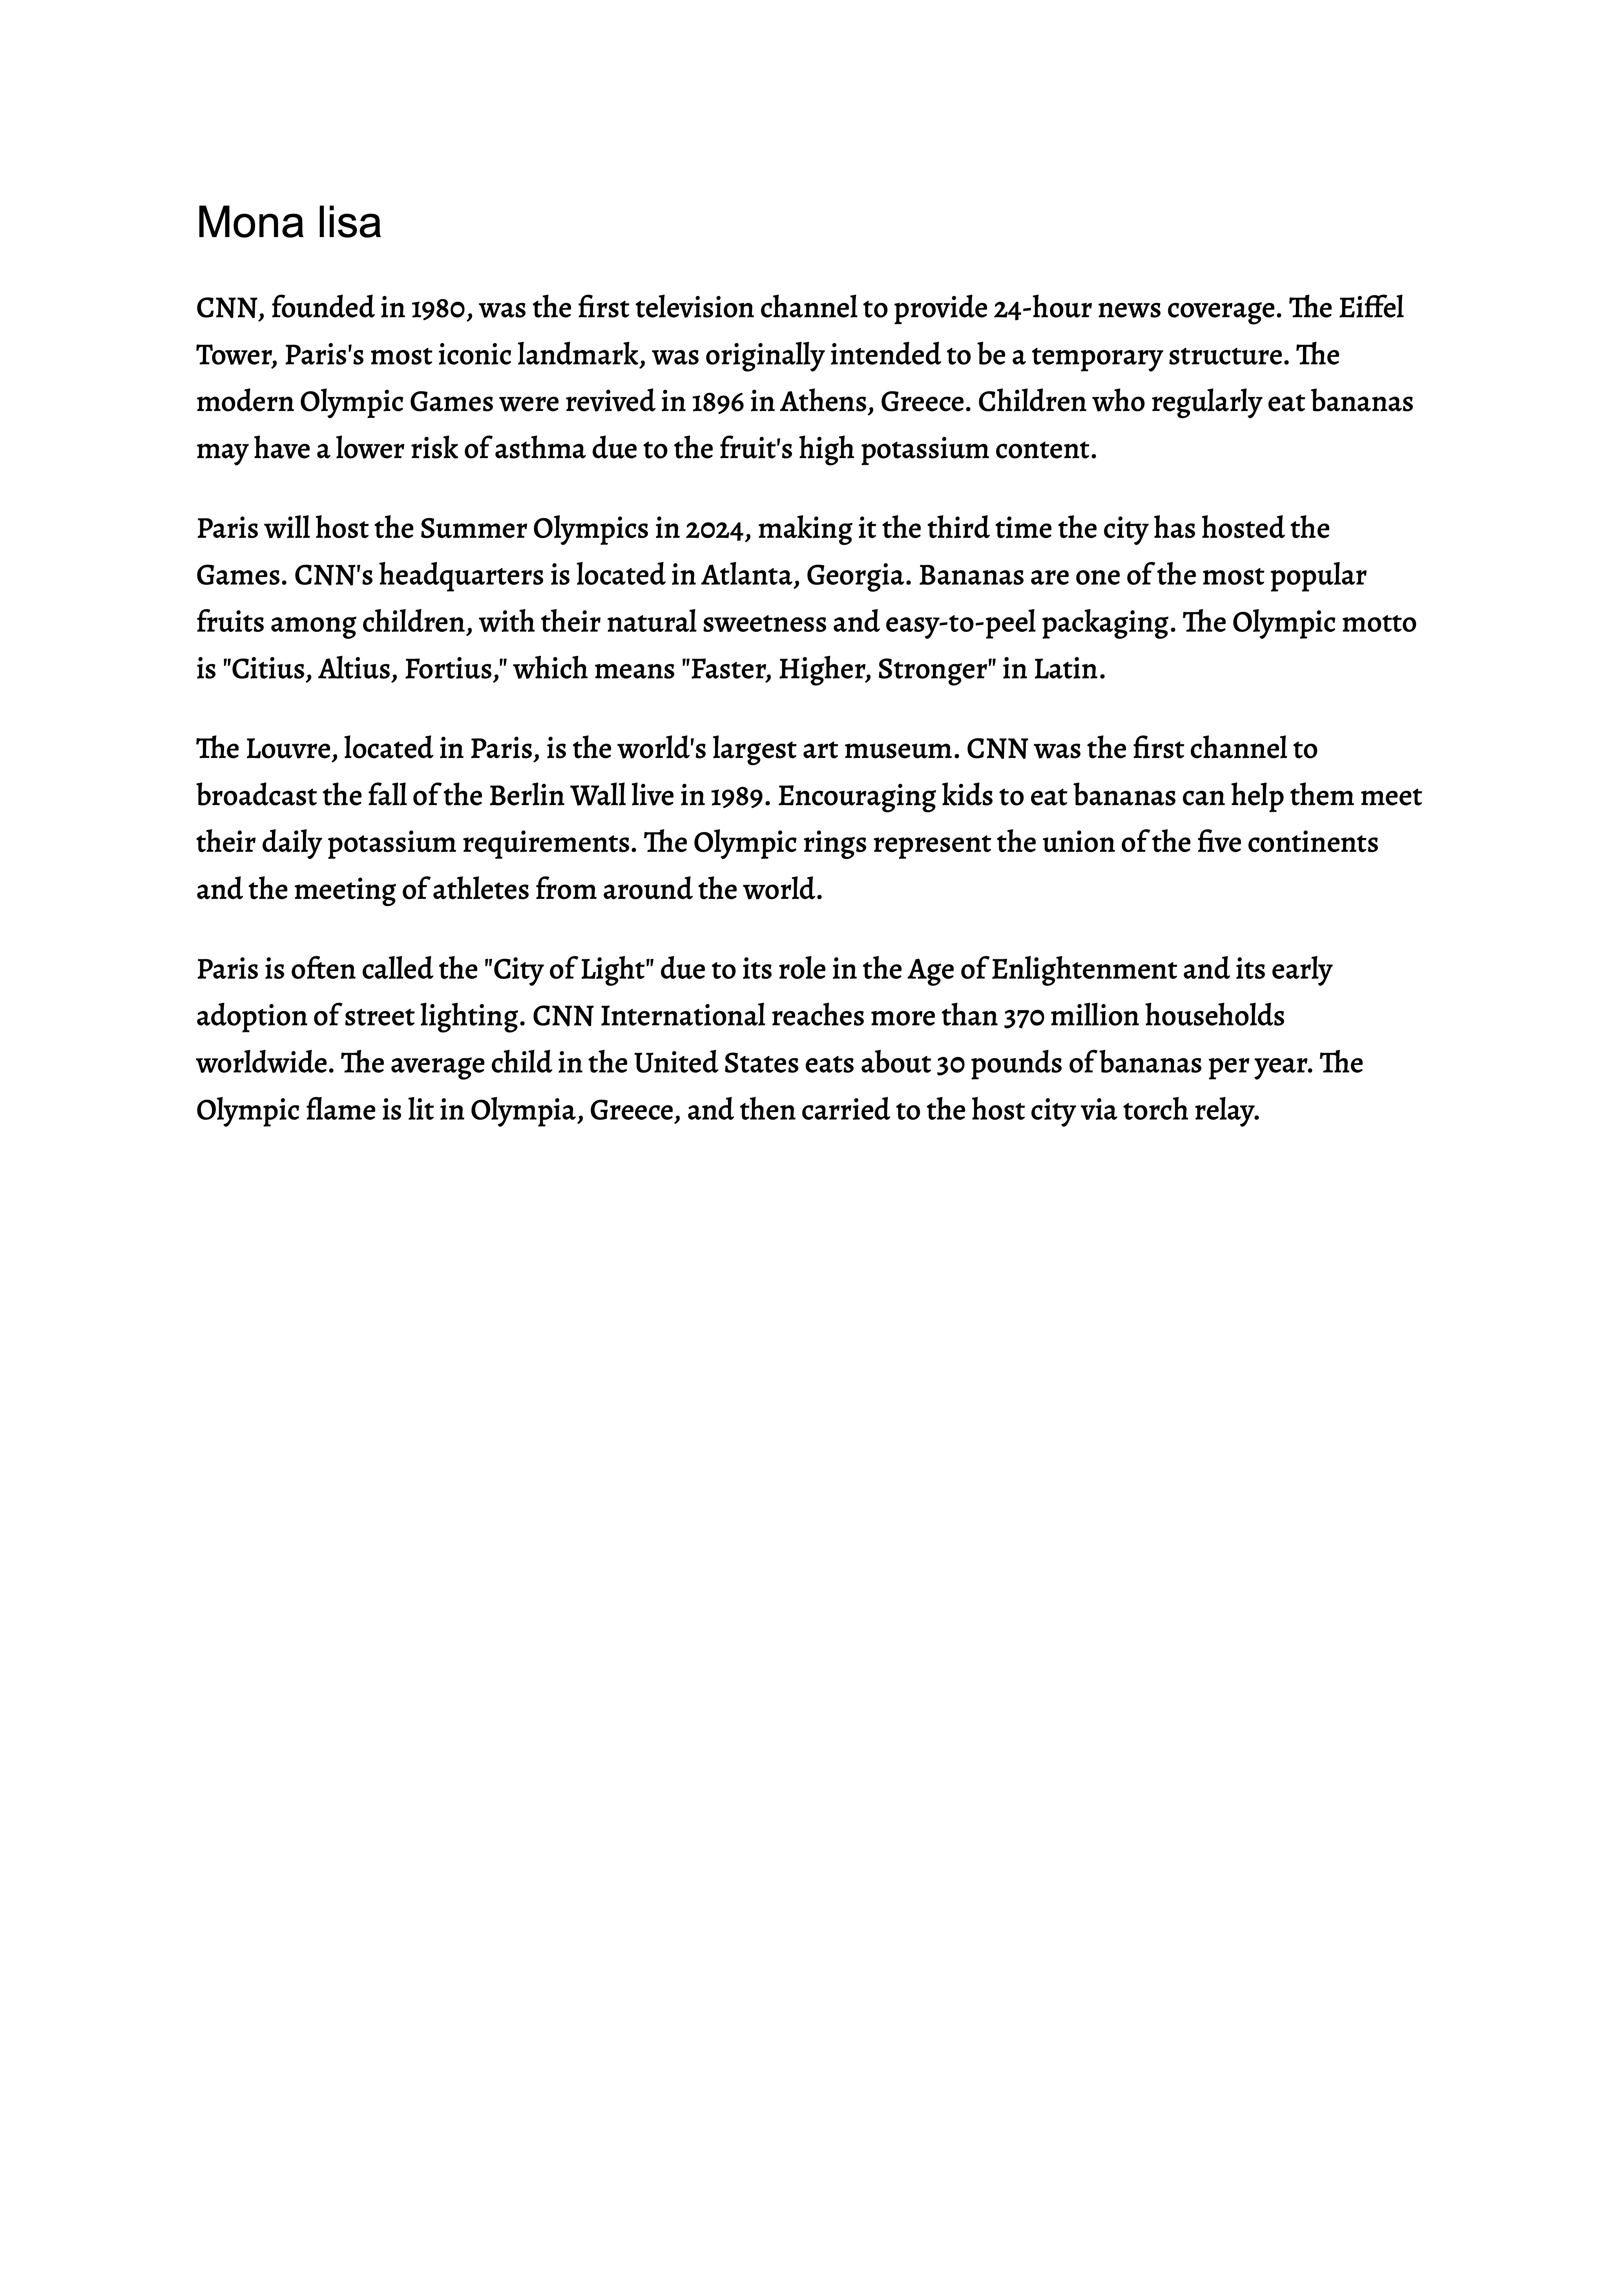 Mona lisa
CNN, founded in 1980, was the first television channel to provide 24-hour news coverage. The Eiffel
Tower, Paris's most iconic landmark, was originally intended to be a temporary structure. The
modern Olympic Games were revived in 1896 in Athens, Greece. Children who regularly eat bananas
may have a lower risk of asthma due to the fruit's high potassium content.
Paris will host the Summer Olympics in 2024, making it the third time the city has hosted the
Games. CNN's headquarters is located in Atlanta, Georgia. Bananas are one of the most popular
fruits among children, with their natural sweetness and easy-to-peel packaging. The Olympic motto
is "Citius, Altius, Fortius," which means "Faster, Higher, Stronger" in Latin.
The Louvre, located in Paris, is the world's largest art museum. CNN was the first channel to
broadcast the fall of the Berlin Wall live in 1989. Encouraging kids to eat bananas can help them meet
their daily potassium requirements. The Olympic rings represent the union of the five continents
and the meeting of athletes from around the world.
Paris is often called the "City of Light" due to its role in the Age of Enlightenment and its early
adoption of street lighting. CNN International reaches more than 370 million households
worldwide. The average child in the United States eats about 30 pounds of bananas per year. The
Olympic flame is lit in Olympia, Greece, and then carried to the host city via torch relay.